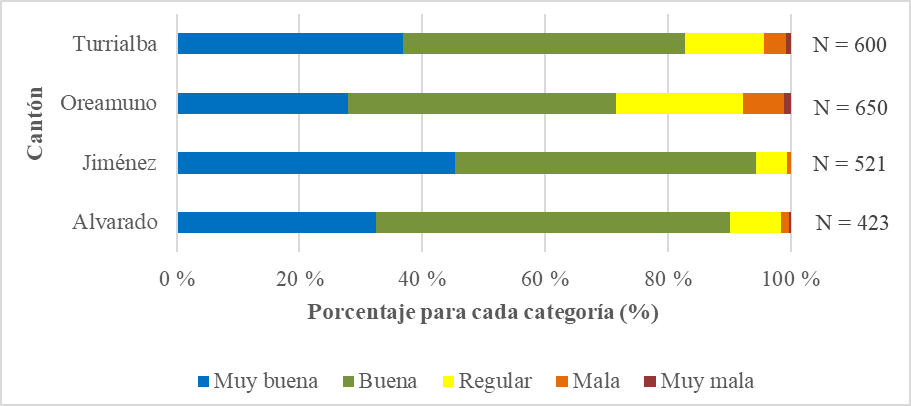 Cantón
Turrialba N = 600
Oreamuno N = 650
Jiménez N = 521
Alvarado N = 423
0 % 20 % 40 % 60 % 80 % 100 %
Porcentaje para cada categoría (%)
Muy buena Buena Regular Mala Muy mala